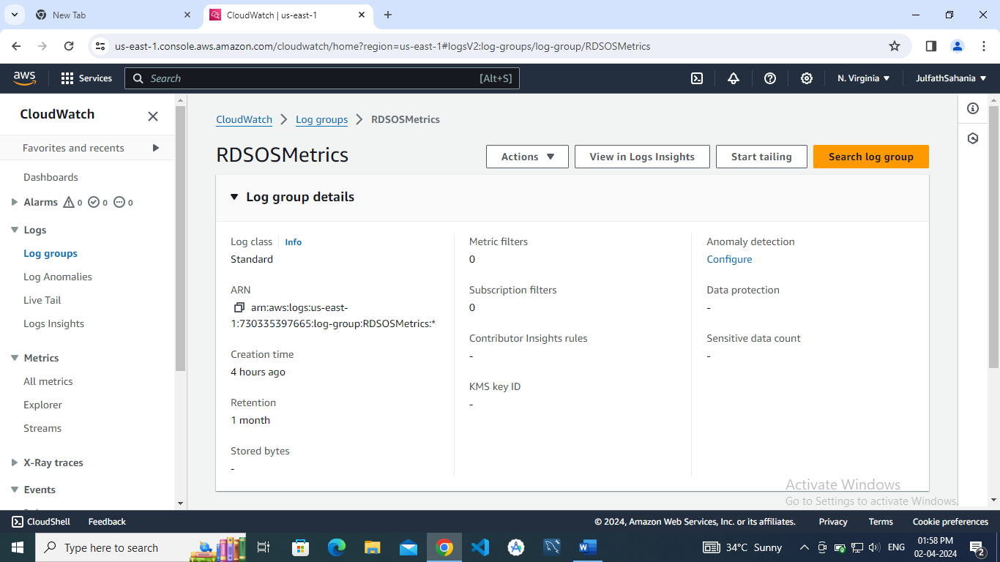 New Tab
CloudWatch | us-east-1
us-east-1.console.aws.amazon.com/cloudwatch/home?region=us-east-1#logsV2:log-groups/log-group/RDSOSMetrics
aws
Services
Search
[Alt+S]
N. Virginia
JulfathSahania
CloudWatch
Favorites and recents
Dashboards
Alarms 0 0 0
Logs
Log groups
Log Anomalies
Live Tail
Logs Insights
Metrics
All metrics
Explorer
Streams
X-Ray traces
Events
CloudWatch
Log groups
RDSOSMetrics
RDSOSMetrics
Actions
View in Logs Insights
Start tailing
Search log group
Log group details
Log class
Info
Standard
ARN
arn:aws:logs:us-east-
1:730335397665:log-group:RDSOSMetrics:*
Creation time
4 hours ago
Retention
1 month
Stored bytes
-
Metric filters
0
Subscription filters
0
Contributor Insights rules
-
KMS key ID
-
Anomaly detection
Configure
Data protection
-
Sensitive data count
-
Activate Windows
Go to Settings to activate Windows.
CloudShell
Feedback
© 2024, Amazon Web Services, Inc. or its affiliates.
Privacy
Terms
Cookie preferences
Type here to search
34°C Sunny
ENG
01:58 PM
02-04-2024
2